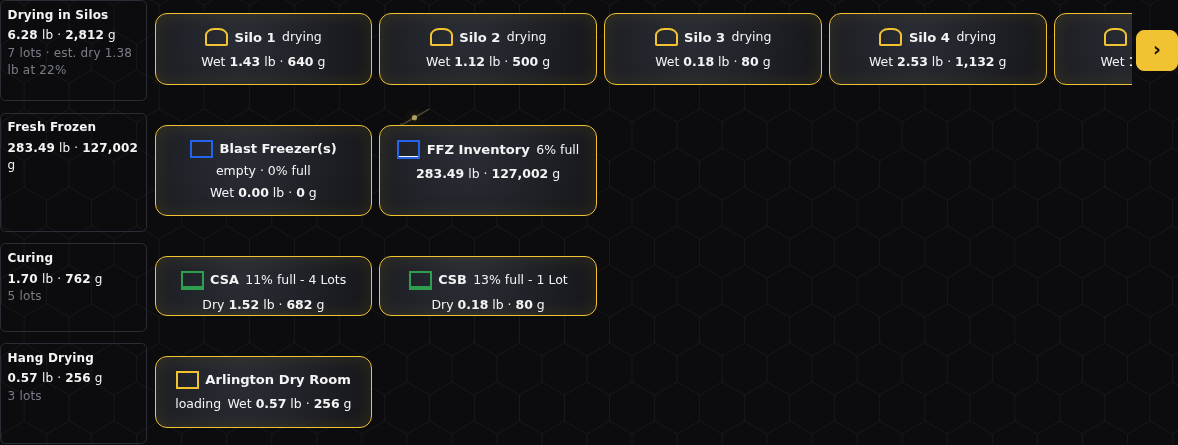 Drying in Silos
6.28 lb · 2,812 g
7 lots · est. dry 1.38
lb at 22%
Silo 1 drying
Wet 1.43 lb · 640 g
Silo 2 drying
Wet 1.12 lb · 500 g
Silo 3 drying
Wet 0.18 lb · 80 g
Silo 4 drying
Wet 2.53 lb · 1,132 g
Wet
›
Fresh Frozen
283.49 lb · 127,002
g
Blast Freezer(s)
empty · 0% full
Wet 0.00 lb · 0 g
FFZ Inventory 6% full
283.49 lb · 127,002 g
Curing
1.70 lb · 762 g
5 lots
CSA 11% full - 4 Lots
Dry 1.52 lb · 682 g
CSB 13% full - 1 Lot
Dry 0.18 lb · 80 g
Hang Drying
0.57 lb · 256 g
3 lots
Arlington Dry Room
loading Wet 0.57 lb · 256 g